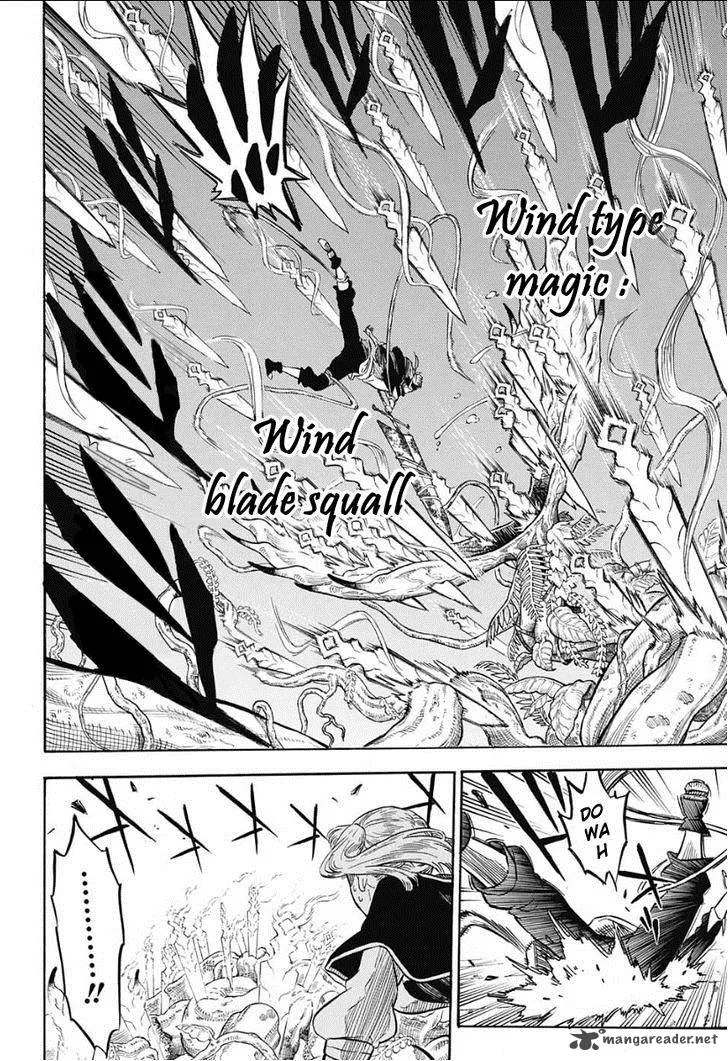 Wind type
magic :
Wind
blade squall
DO
WA
H
........!!
mangareader.net